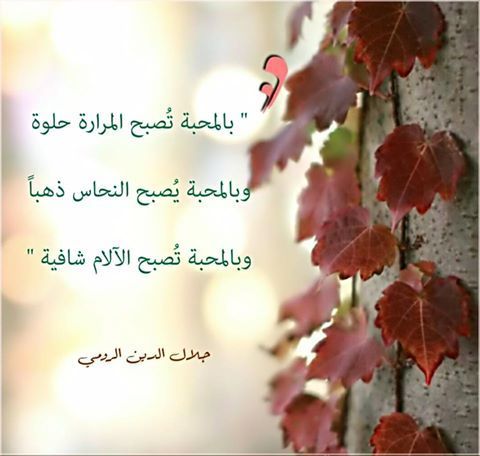 " بالمحبة تُصبح المرارة حلوة
وبالمحبة يُصبح النحاس ذهباً
وبالمحبة تُصبح الآلام شافية "
جلال الدين الرومي